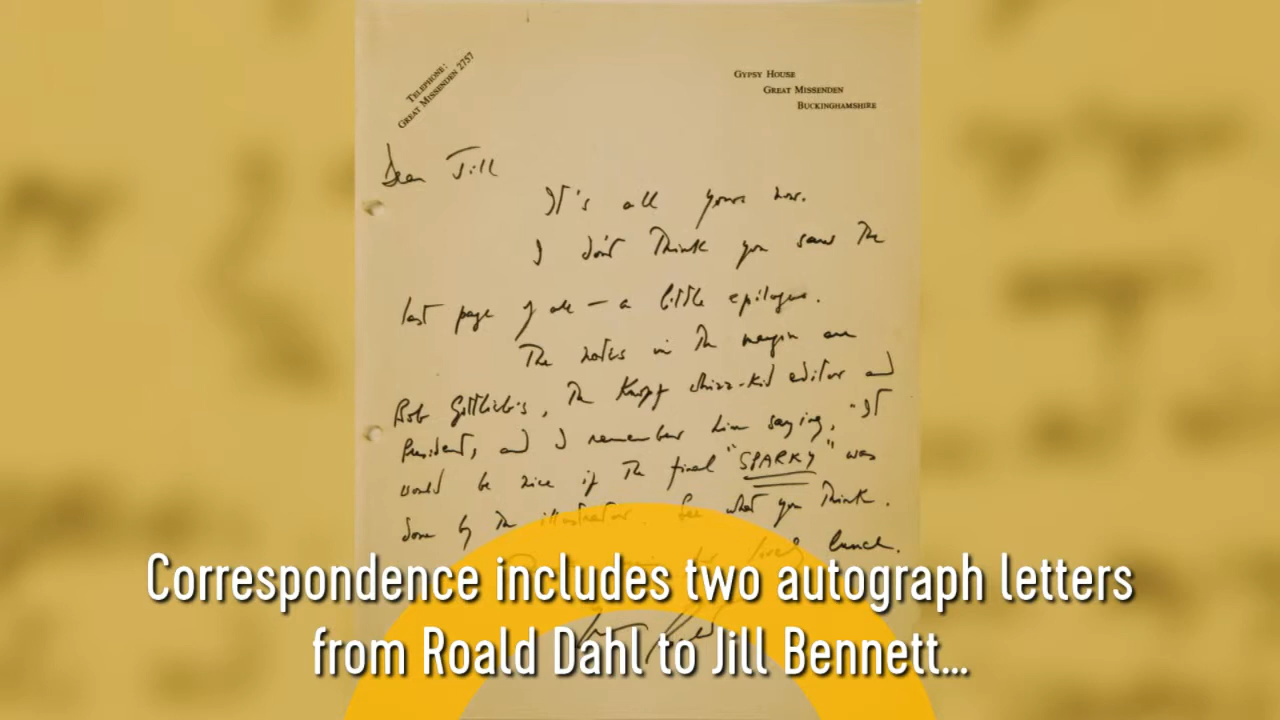 TELEPHONE:
GREAT MISSENDEN 2757
GYPSY HOUSE
GREAT MISSENDEN
BUCKINGHAMSHIRE
Dear Jill
It's all yours now.
I don't think you saw the
last page of all — a little epilogue.
The notes in the margin are
Bob Gottlieb's, the Knopf whizz-kid editor and
President, and I remember him saying, "It
would be nice if the final "SPARKY" was
done by the illustrator. See what you think.
lovely lunch.
Correspondence includes two autograph letters
from Roald Dahl to Jill Bennett...